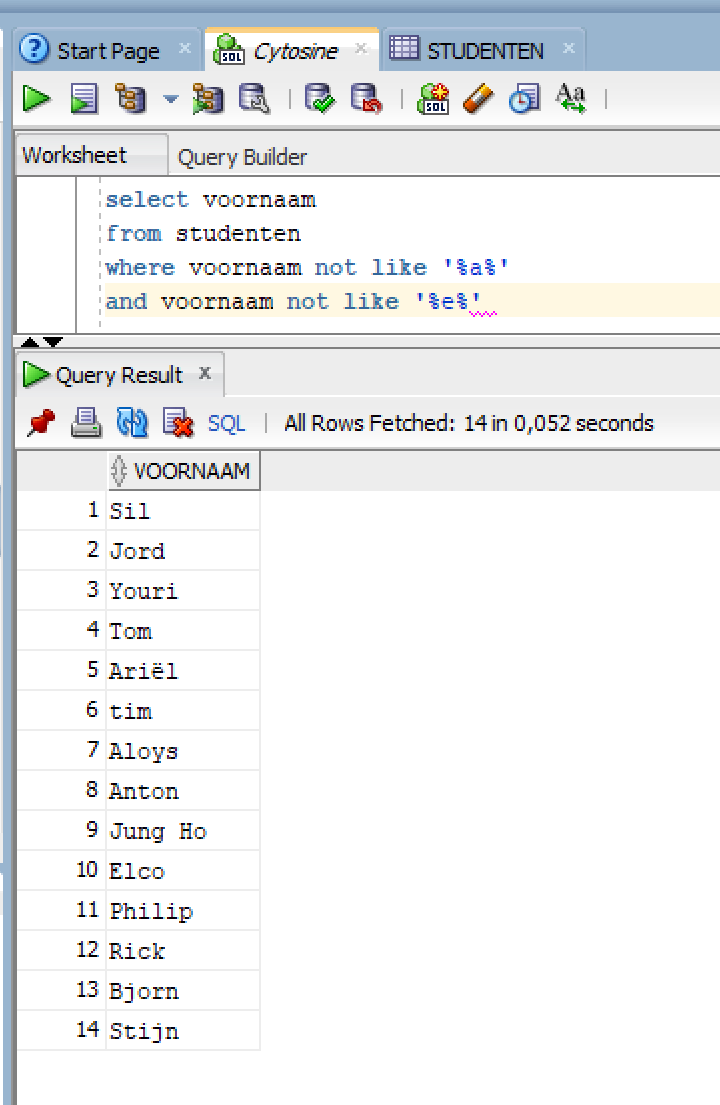 Start Page × Cytosine × STUDENTEN ×
SQL SQL Aa
Worksheet Query Builder
select voornaam
from studenten
where voornaam not like '%a%'
and voornaam not like '%e%'
Query Result ×
SQL | All Rows Fetched: 14 in 0,052 seconds
VOORNAAM
1 Sil
2 Jord
3 Youri
4 Tom
5 Ariël
6 tim
7 Aloys
8 Anton
9 Jung Ho
10 Elco
11 Philip
12 Rick
13 Bjorn
14 Stijn